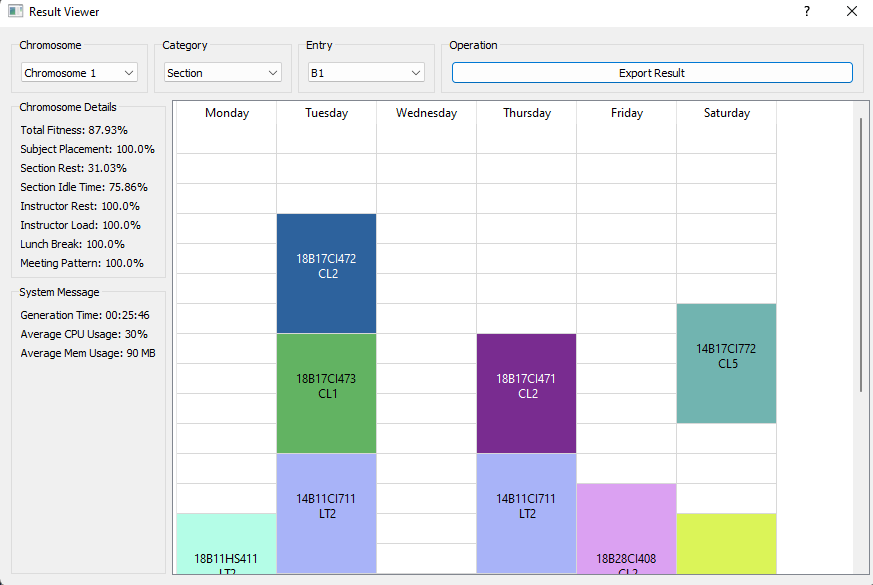 Result Viewer
?
Chromosome
Category
Entry
Operation
Chromosome 1
Section
B1
Export Result
Chromosome Details
Total Fitness: 87.93%
Subject Placement: 100.0%
Section Rest: 31.03%
Section Idle Time: 75.86%
Instructor Rest: 100.0%
Instructor Load: 100.0%
Lunch Break: 100.0%
Meeting Pattern: 100.0%
System Message
Generation Time: 00:25:46
Average CPU Usage: 30%
Average Mem Usage: 90 MB
Monday Tuesday Wednesday Thursday Friday Saturday
18B17CI472
CL2
14B17CI772
CL5
18B17CI473
CL1
18B17CI471
CL2
14B11CI711
LT2
14B11CI711
LT2
18B11HS411
LT2
18B28CI408
CL2